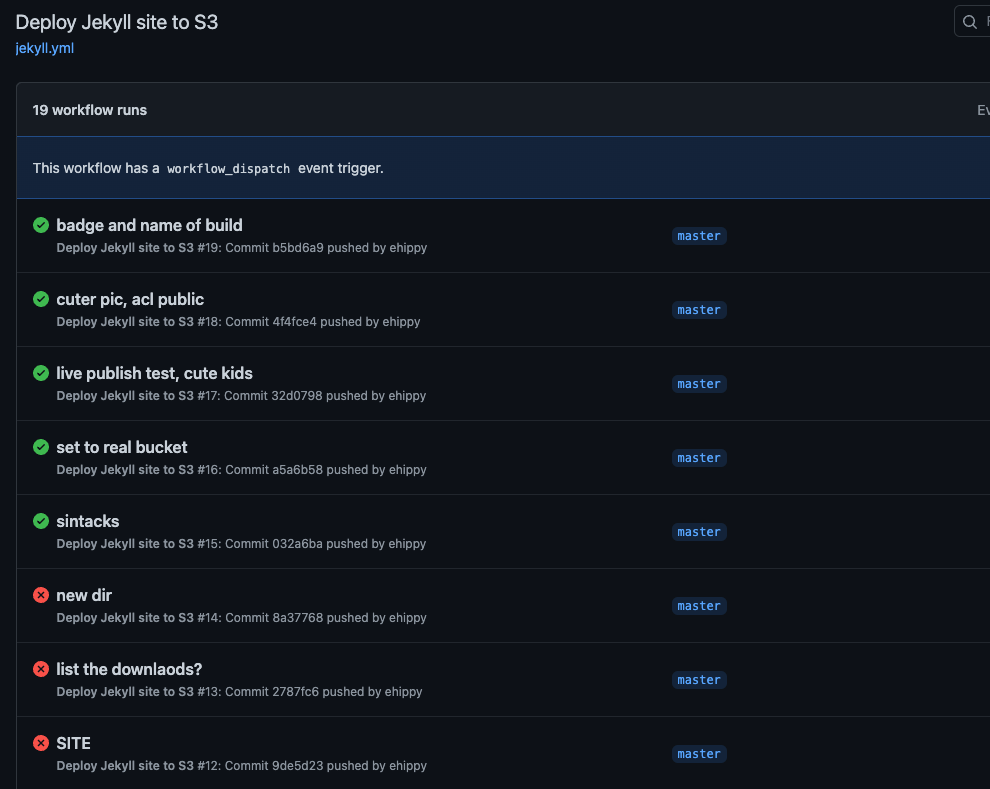 Deploy Jekyll site to S3
jekyll.yml
19 workflow runs
This workflow has a workflow_dispatch event trigger.
badge and name of build
Deploy Jekyll site to S3 #19: Commit b5bd6a9 pushed by ehippy
master
cuter pic, acl public
Deploy Jekyll site to S3 #18: Commit 4f4fce4 pushed by ehippy
master
live publish test, cute kids
Deploy Jekyll site to S3 #17: Commit 32d0798 pushed by ehippy
master
set to real bucket
Deploy Jekyll site to S3 #16: Commit a5a6b58 pushed by ehippy
master
sintacks
Deploy Jekyll site to S3 #15: Commit 032a6ba pushed by ehippy
master
new dir
Deploy Jekyll site to S3 #14: Commit 8a37768 pushed by ehippy
master
list the downlaods?
Deploy Jekyll site to S3 #13: Commit 2787fc6 pushed by ehippy
master
SITE
Deploy Jekyll site to S3 #12: Commit 9de5d23 pushed by ehippy
master